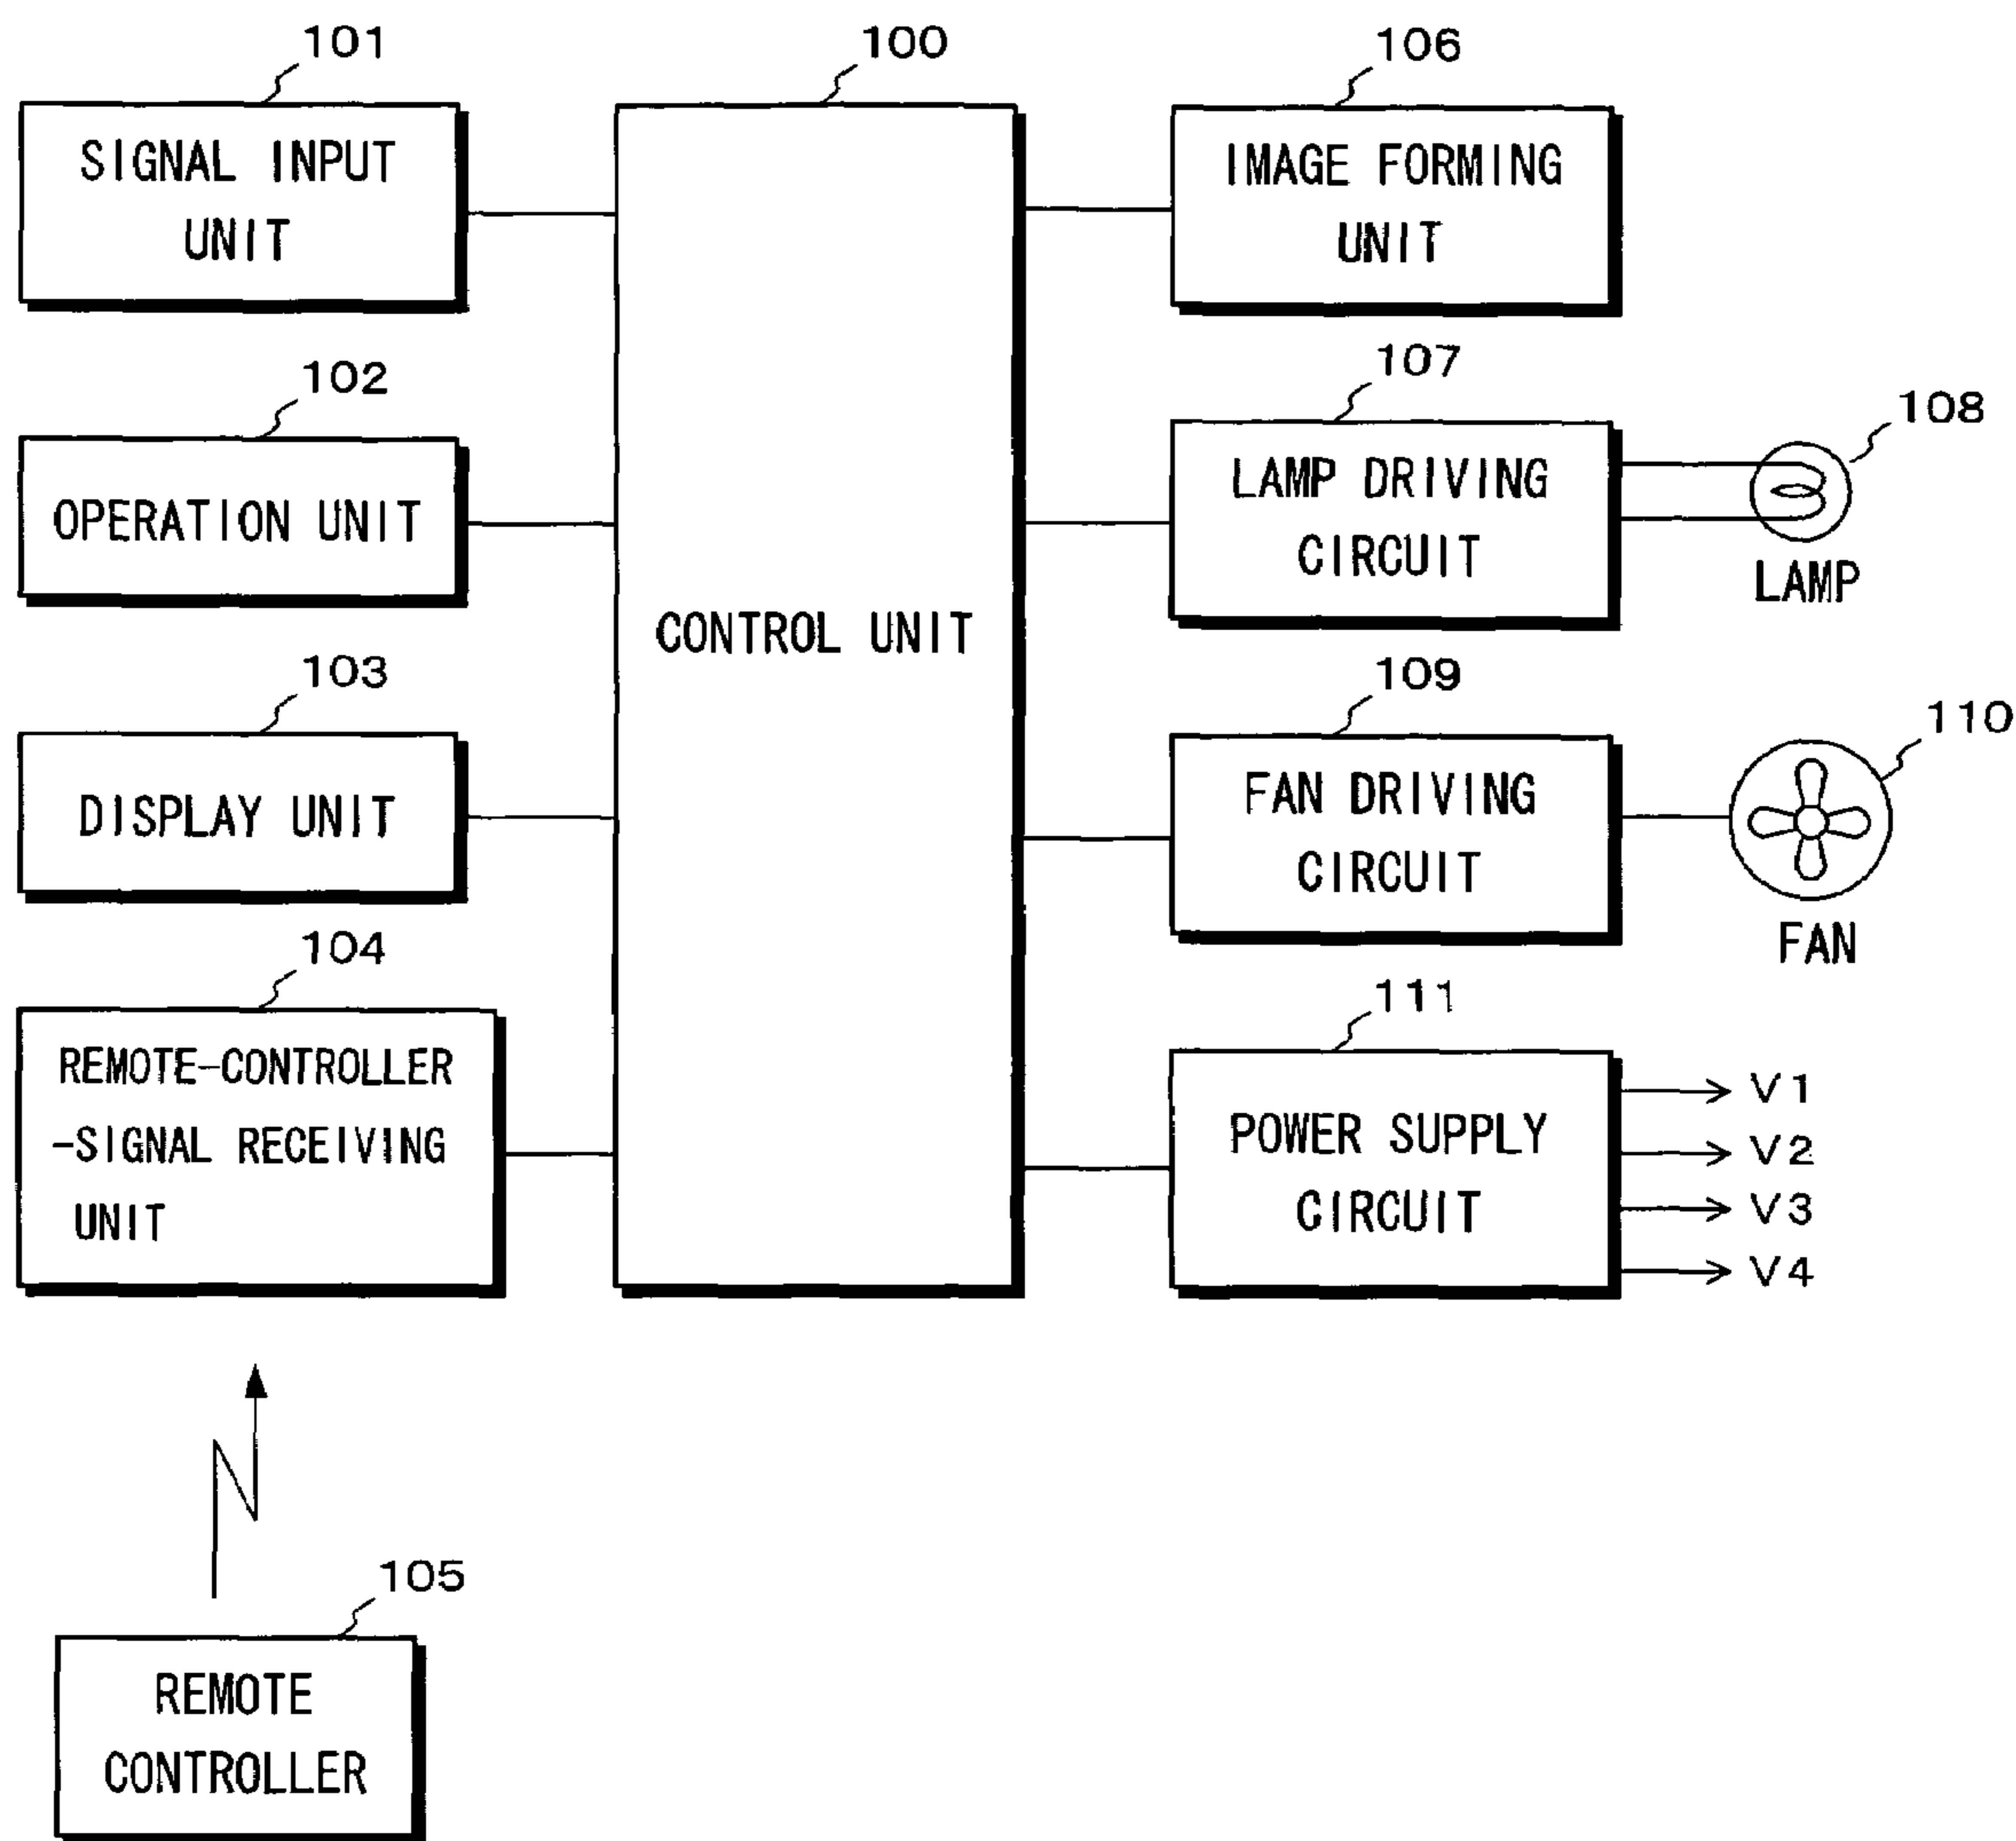 101
SIGNAL INPUT
UNIT
102
OPERATION UNIT
103
DISPLAY UNIT
104
REMOTE-CONTROLLER
-SIGNAL RECEIVING
UNIT
105
REMOTE
CONTROLLER
100
CONTROL UNIT
106
IMAGE FORMING
UNIT
107
LAMP DRIVING
CIRCUIT
108
LAMP
109
FAN DRIVING
CIRCUIT
110
FAN
111
POWER SUPPLY
CIRCUIT
V1
V2
V3
V4